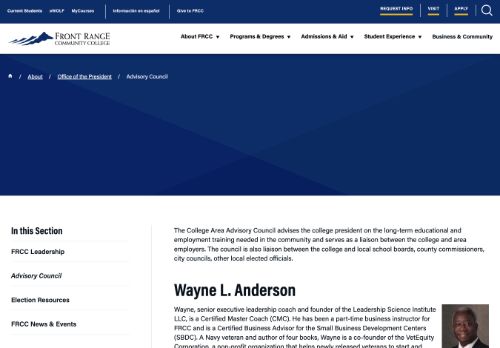 Current Students eWOLF MyCourses Información en español Give to FRCC REQUEST INFO VISIT APPLY
FRONT RANGE
COMMUNITY COLLEGE
About FRCC Programs & Degrees Admissions & Aid Student Experience Business & Community
/ About / Office of the President / Advisory Council
In this Section
FRCC Leadership
Advisory Council
Election Resources
FRCC News & Events
The College Area Advisory Council advises the college president on the long-term educational and
employment training needed in the community and serves as a liaison between the college and area
employers. The council is also liaison between the college and local school boards, county commissioners,
city councils, other local elected officials.
Wayne L. Anderson
Wayne, senior executive leadership coach and founder of the Leadership Science Institute
LLC, is a Certified Master Coach (CMC). He has been a part-time business instructor for
FRCC and is a Certified Business Advisor for the Small Business Development Centers
(SBDC). A Navy veteran and author of four books, Wayne is a co-founder of the VetEquity
Corporation, a non-profit organization that helps newly released veterans to start and